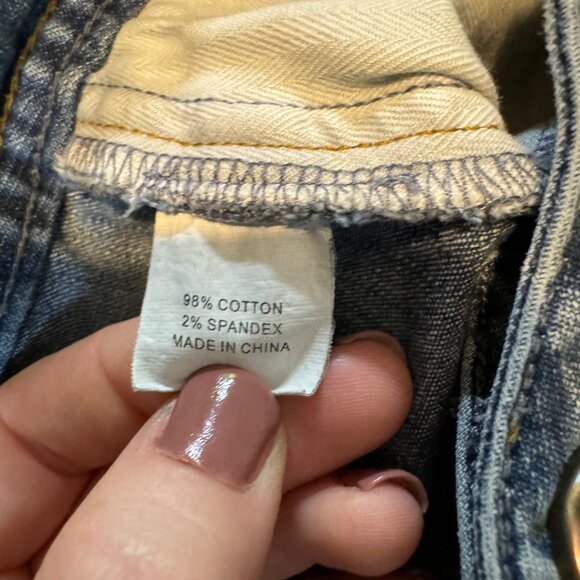 98% COTTON
2% SPANDEX
MADE IN CHINA